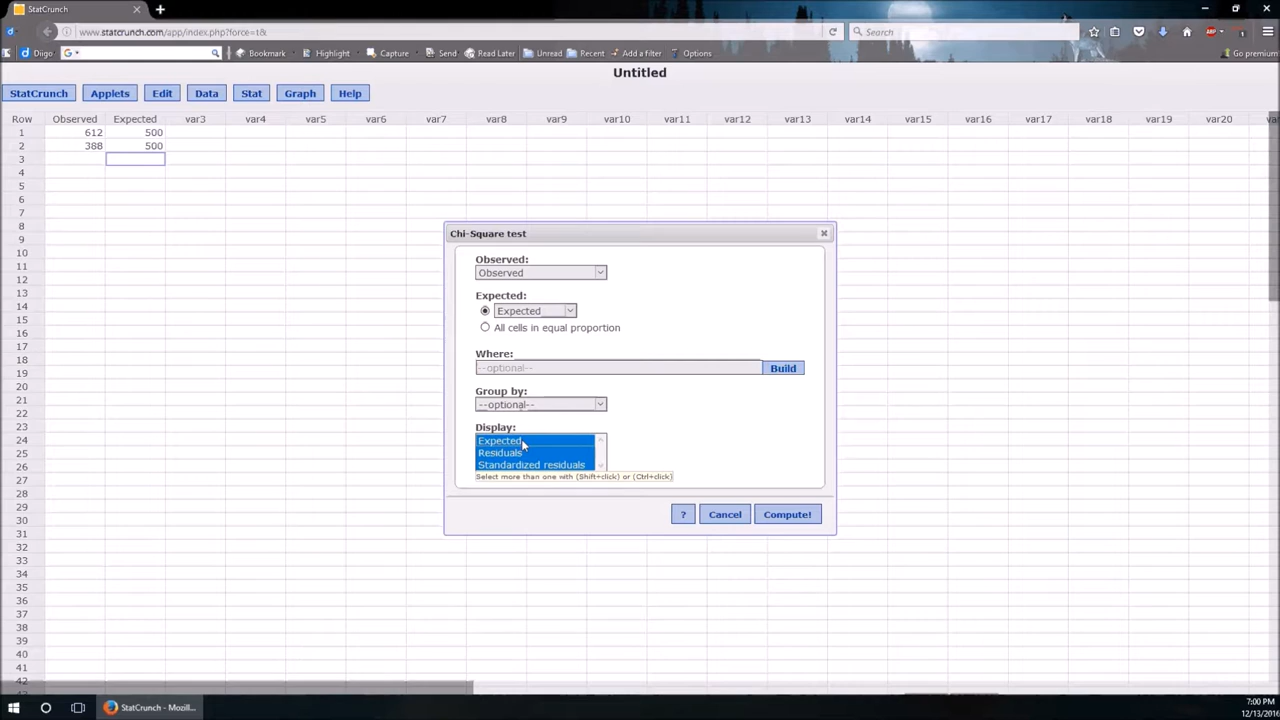 StatCrunch
www.statcrunch.com/app/index.php?force=t&
Search
Diigo
Bookmark Highlight Capture Send Read Later Unread Recent Add a filter Options
Go premium
Untitled
StatCrunch Applets Edit Data Stat Graph Help
Row Observed Expected var3 var4 var5 var6 var7 var8 var9 var10 var11 var12 var13 var14 var15 var16 var17 var18 var19 var20
1 612 500
2 388 500
3
4
5
6
7
8
9
10
11
12
13
14
15
16
17
18
19
20
21
22
23
24
25
26
27
28
29
30
31
32
33
34
35
36
37
38
39
40
41
42
Chi-Square test
Observed:
Observed
Expected:
Expected
All cells in equal proportion
Where:
--optional--
Build
Group by:
--optional--
Display:
Expected
Residuals
Standardized residuals
Select more than one with (Shift+click) or (Ctrl+click)
? Cancel Compute!
StatCrunch - Mozil...
7:00 PM
12/13/2016